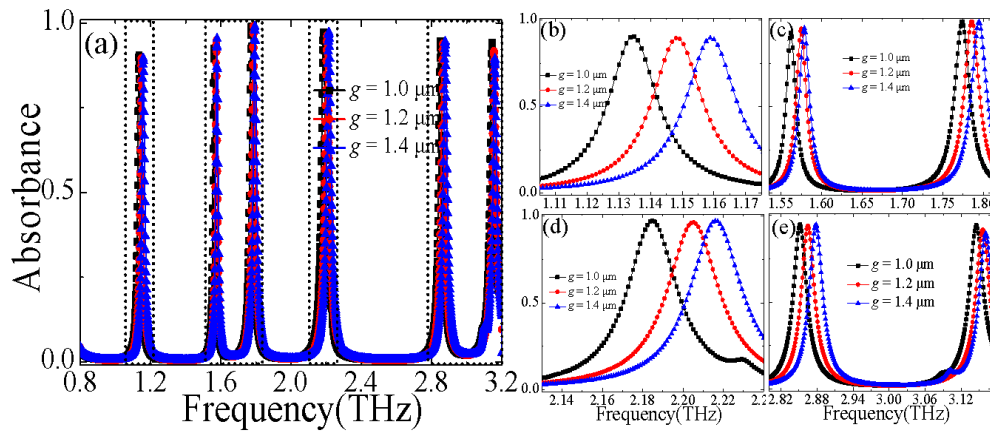 (a)
Absorbance
1.0
0.5
0.0
g = 1.0 μm
g = 1.2 μm
g = 1.4 μm
0.8 1.2 1.6 2.0 2.4 2.8 3.2
Frequency(THz)
(b)
1.0
0.5
0.0
g = 1.0 μm
g = 1.2 μm
g = 1.4 μm
1.11 1.12 1.13 1.14 1.15 1.16 1.17
(c)
g = 1.0 μm
g = 1.2 μm
g = 1.4 μm
1.55 1.60 1.65 1.70 1.75 1.80
(d)
1.0
0.5
0.0
g = 1.0 μm
g = 1.2 μm
g = 1.4 μm
2.14 2.16 2.18 2.20 2.22
Frequency(THz)
(e)
g = 1.0 μm
g = 1.2 μm
g = 1.4 μm
2.88 2.94 3.00 3.06 3.12
Frequency(THz)